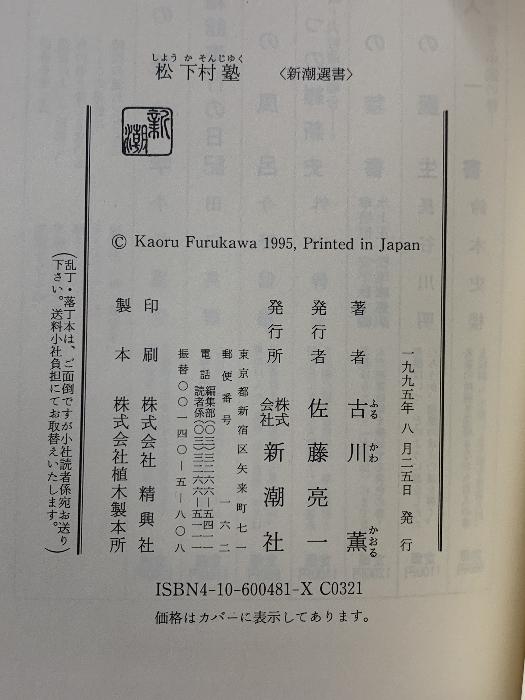 しようかそんじゆく
松下村塾 〈新潮選書〉
新潮
© Kaoru Furukawa 1995, Printed in Japan
一九九五年八月二五日 発行
著者 古川 薫
ふるかわ かおる
発行者 佐藤亮一
発行所 株式会社 新潮社
東京都新宿区矢来町七一
郵便番号 一六二
電話 編集部〇三(三二六六)五四一一
読者係〇三(三二六六)五一一一
振替〇〇一四〇―五―八〇八
印刷 株式会社 精興社
製本 株式会社植木製本所
(乱丁・落丁本は、ご面倒ですが小社読者係宛お送り
下さい。送料小社負担にてお取替えいたします。)
ISBN4-10-600481-X C0321
価格はカバーに表示してあります。